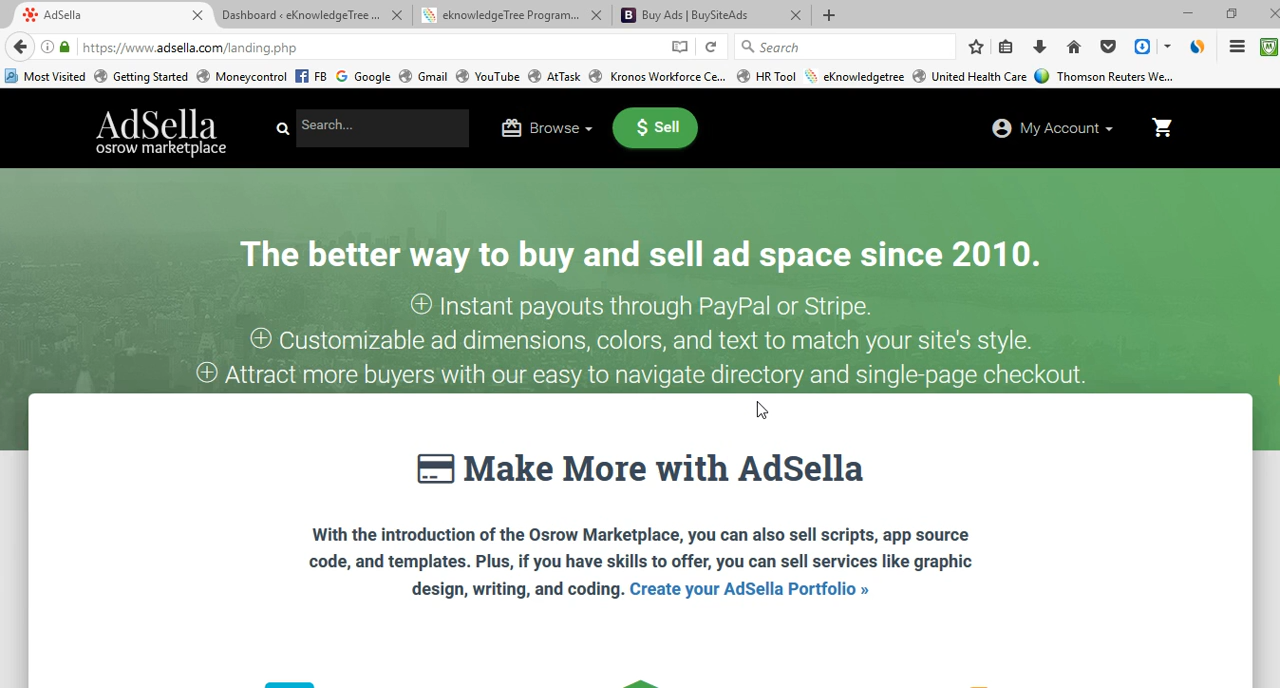 AdSella
Dashboard ‹ eKnowledgeTree ...
eknowledgeTree Program...
Buy Ads | BuySiteAds
https://www.adsella.com/landing.php
Search
Most Visited
Getting Started
Moneycontrol
FB
Google
Gmail
YouTube
AtTask
Kronos Workforce Ce...
HR Tool
eKnowledgetree
United Health Care
Thomson Reuters We...
AdSella
osrow marketplace
Search...
Browse
$ Sell
My Account
The better way to buy and sell ad space since 2010.
Instant payouts through PayPal or Stripe.
Customizable ad dimensions, colors, and text to match your site's style.
Attract more buyers with our easy to navigate directory and single-page checkout.
Make More with AdSella
With the introduction of the Osrow Marketplace, you can also sell scripts, app source
code, and templates. Plus, if you have skills to offer, you can sell services like graphic
design, writing, and coding. Create your AdSella Portfolio »